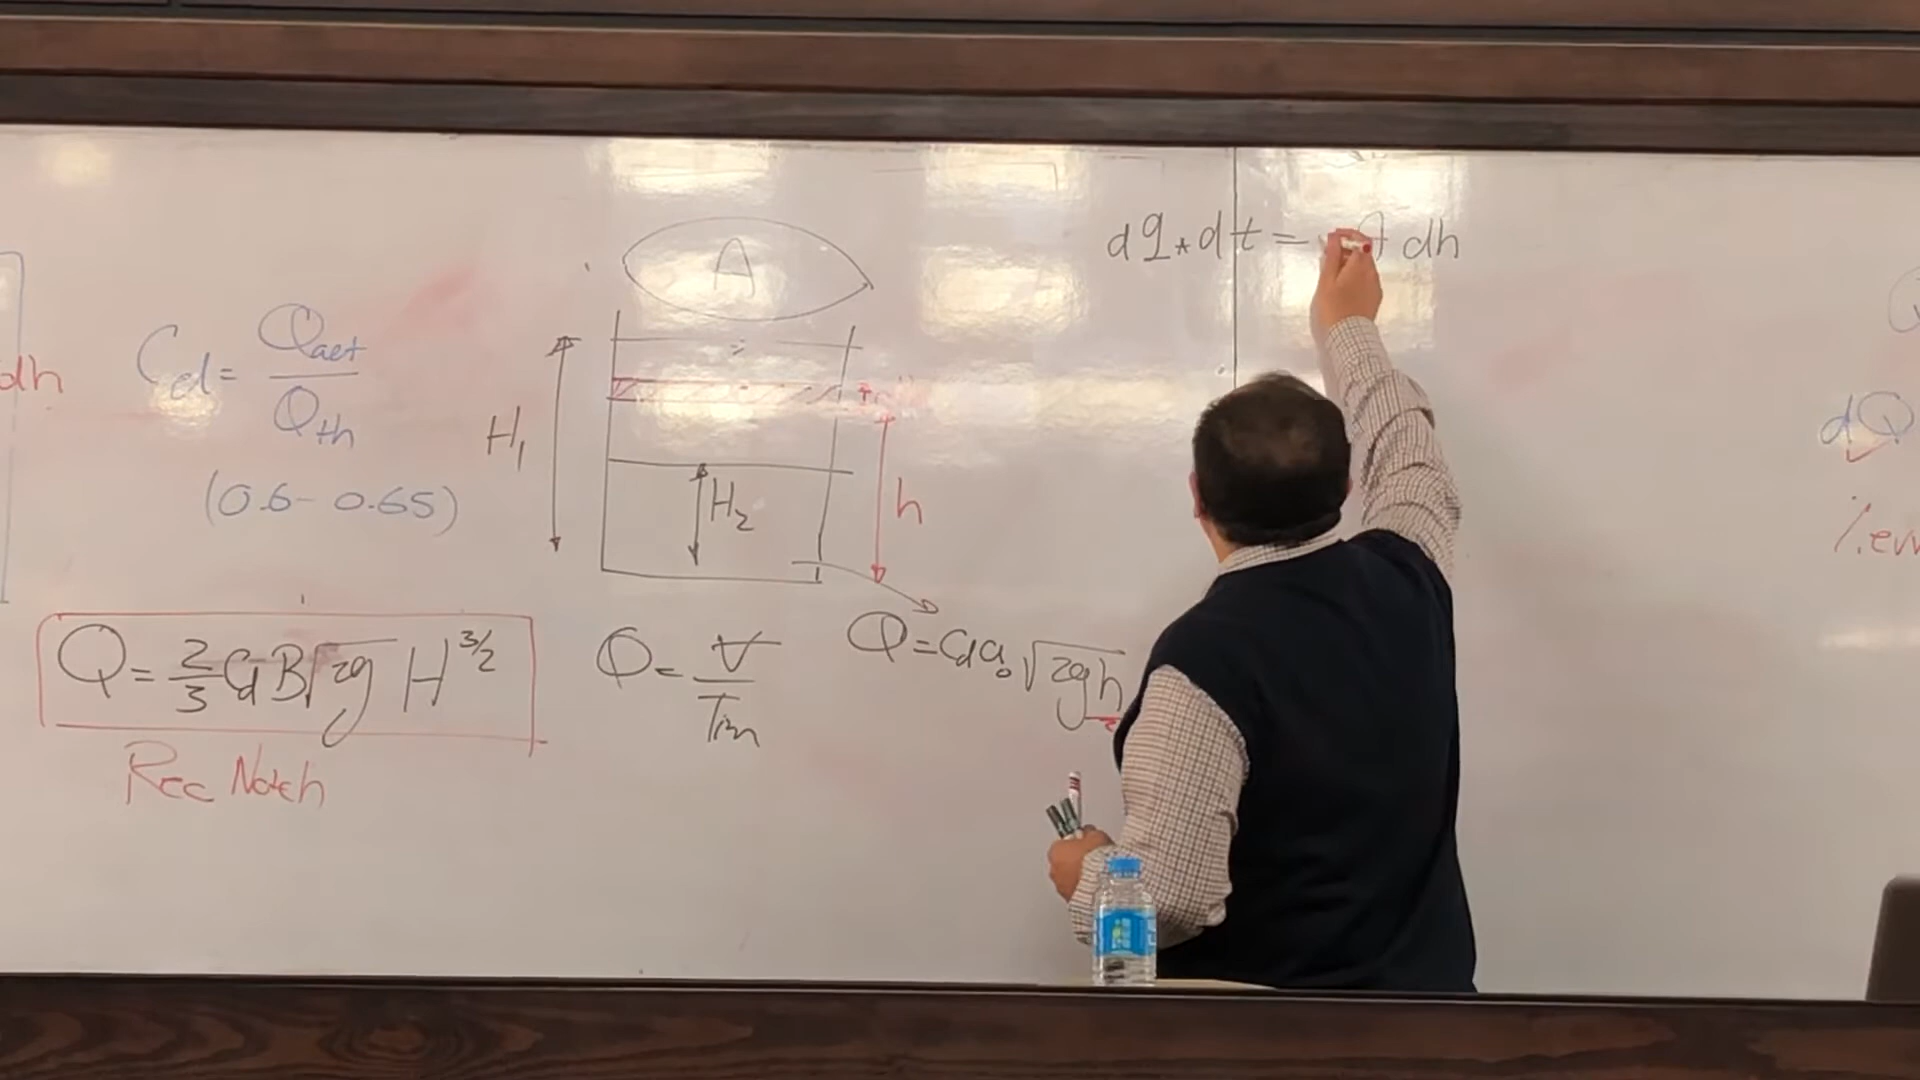 dh
Cd = Qact / Qth
(0.6 - 0.65)
Q = 2/3 Cd B √2g H^3/2
Rec Notch
A
H1
H2
h
Q = V / Tim
Q = Cd a0 √2gh
dq * dt = A dh
dQ